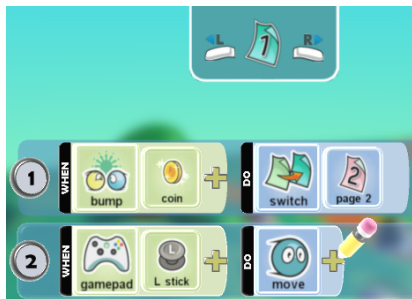 L 1 R
1 WHEN bump coin DO switch 2 page 2
2 WHEN gamepad L L stick DO move